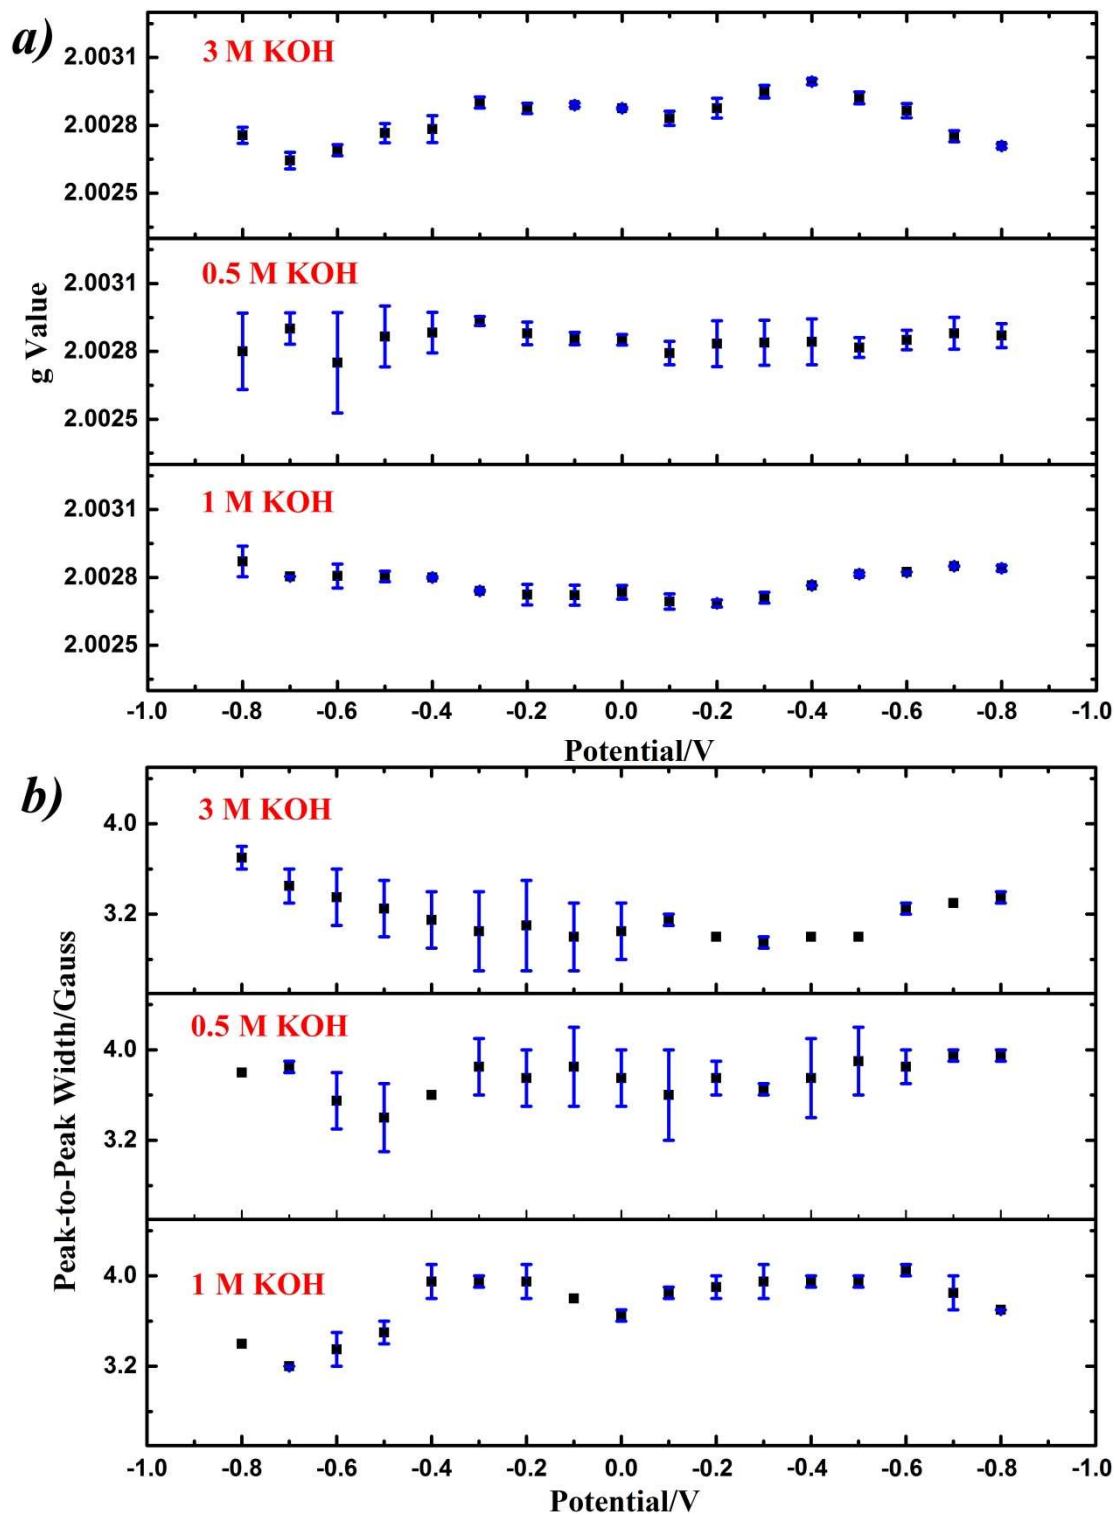 a)
3 M KOH
2.0031
2.0028
2.0025
0.5 M KOH
2.0031
2.0028
2.0025
g Value
1 M KOH
2.0031
2.0028
2.0025
-1.0 -0.8 -0.6 -0.4 -0.2 0.0 -0.2 -0.4 -0.6 -0.8 -1.0
Potential/V
b)
3 M KOH
4.0
3.2
0.5 M KOH
4.0
3.2
Peak-to-Peak Width/Gauss
1 M KOH
4.0
3.2
-1.0 -0.8 -0.6 -0.4 -0.2 0.0 -0.2 -0.4 -0.6 -0.8 -1.0
Potential/V